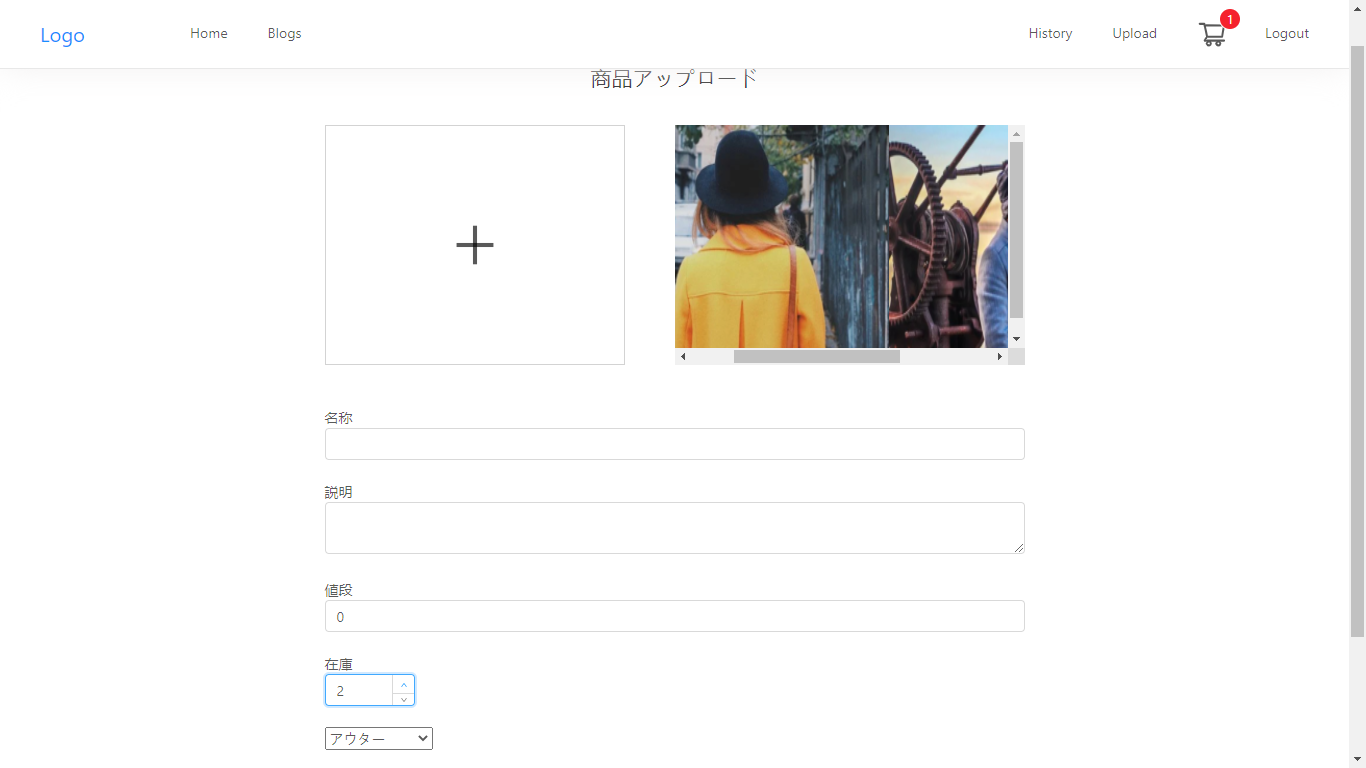 Logo
Home
Blogs
History
Upload
1
Logout
商品アップロード
名称
説明
値段
0
在庫
2
アウター